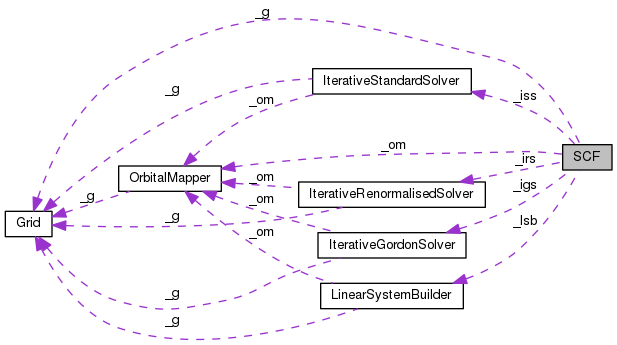 _g
IterativeStandardSolver
_g
_iss
_om
_om
SCF
_irs
OrbitalMapper
_om
_igs
_g
IterativeRenormalisedSolver
_om
_g
_lsb
Grid
_om
IterativeGordonSolver
_g
LinearSystemBuilder
_g